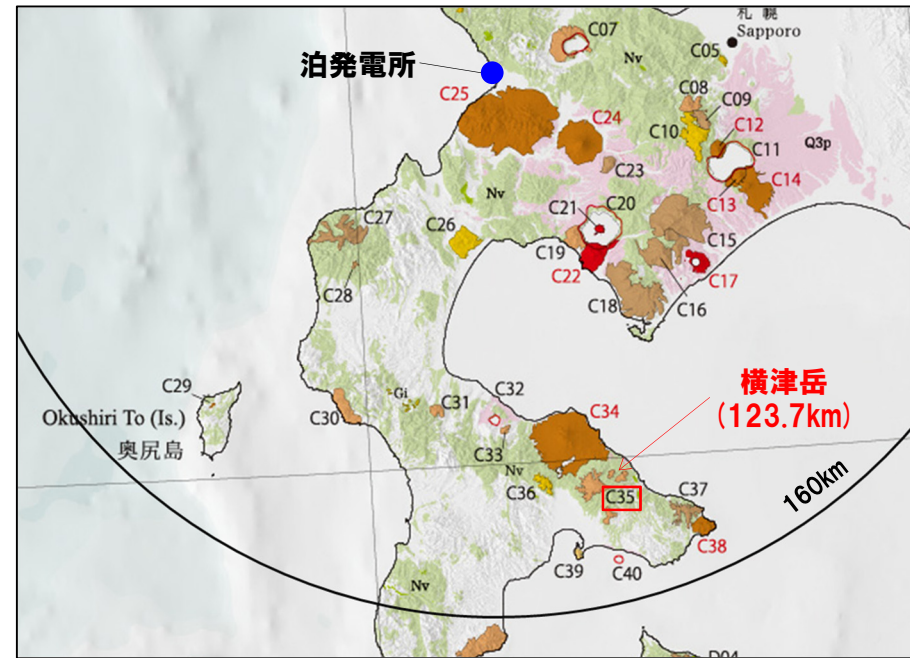 札 幌
Sapporo
C07
Nv
C05
泊発電所
C25
C08
C09
C24
C10
C12
C11
Q3p
C23
C14
Nv
C13
C21
C20
C27
C26
C15
C19
C22
C17
C28
C18
C16
C29
Okushiri To (Is.)
奥尻島
Gi
C32
C30
C31
C34
横津岳
(123.7km)
C33
Nv
C36
C35
C37
160km
C38
C39
C40
Nv
D04